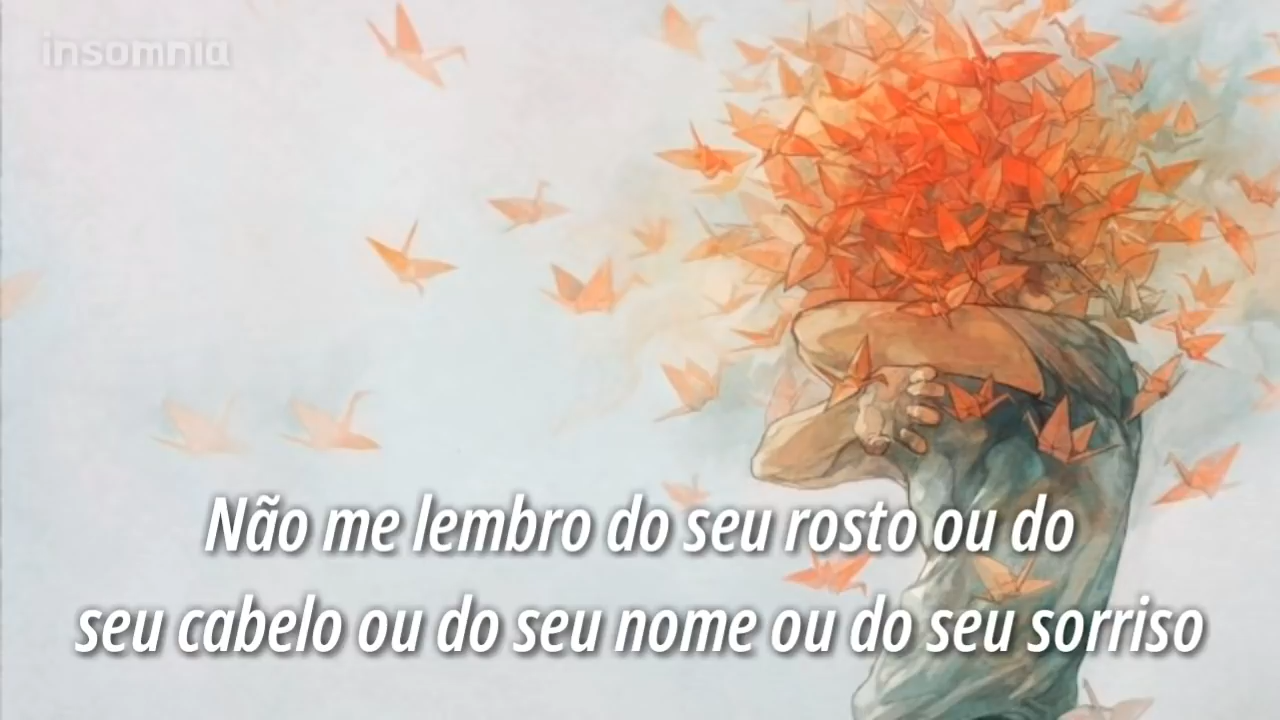 insomnia
Não me lembro do seu rosto ou do
seu cabelo ou do seu nome ou do seu sorriso